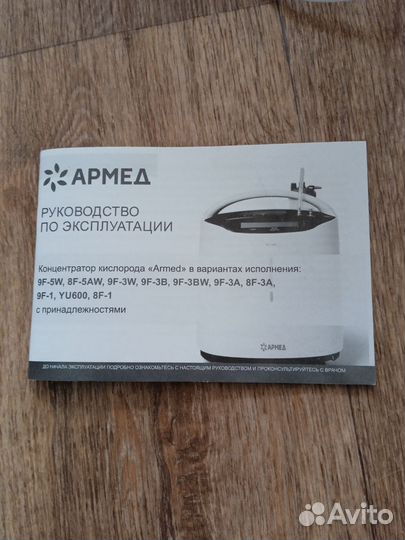 АРМЕД
РУКОВОДСТВО
ПО ЭКСПЛУАТАЦИИ
Концентратор кислорода «Armed» в вариантах исполнения:
9F-5W, 8F-5AW, 9F-3W, 9F-3B, 9F-3BW, 9F-3A, 8F-3A,
9F-1, YU600, 8F-1
с принадлежностями
АРМЕД
ДО НАЧАЛА ЭКСПЛУАТАЦИИ ПОДРОБНО ОЗНАКОМЬТЕСЬ С НАСТОЯЩИМ РУКОВОДСТВОМ И ПРОКОНСУЛЬТИРУЙТЕСЬ С ВРАЧОМ
Avito